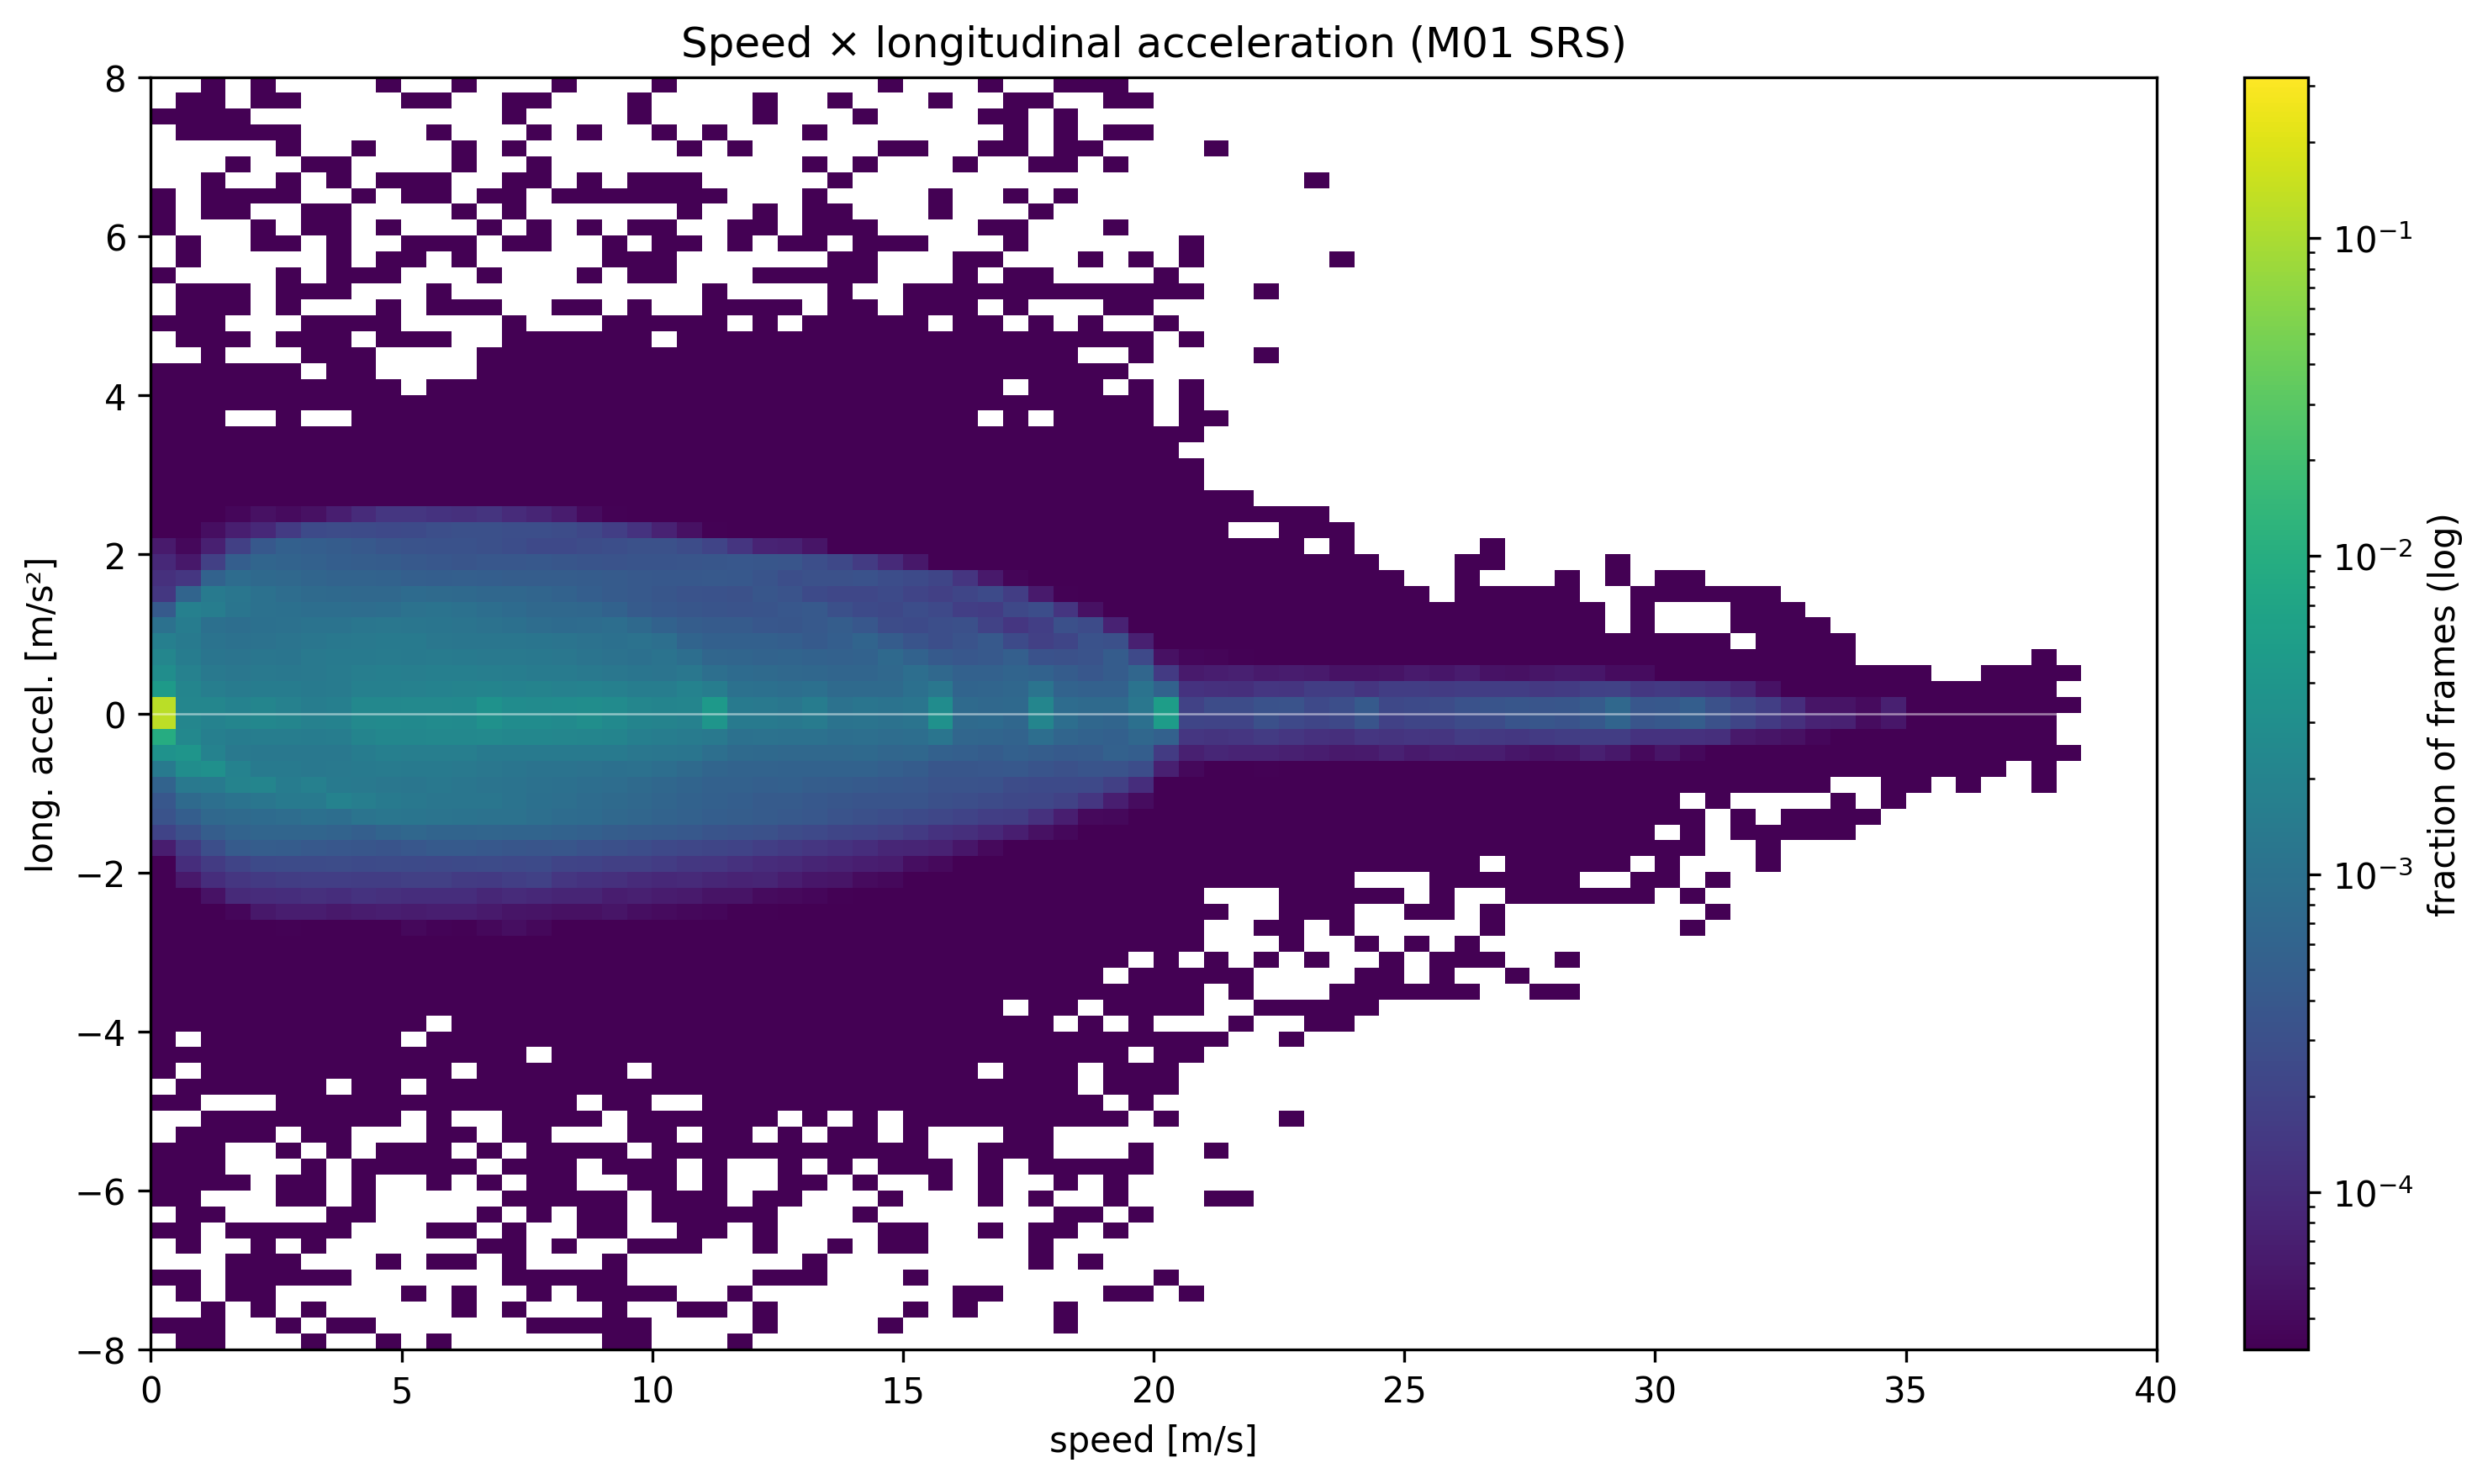 Speed × longitudinal acceleration (M01 SRS)
8
6
4
2
0
−2
−4
−6
−8
long. accel. [m/s²]
0 5 10 15 20 25 30 35 40
speed [m/s]
10⁻¹
10⁻²
10⁻³
10⁻⁴
fraction of frames (log)